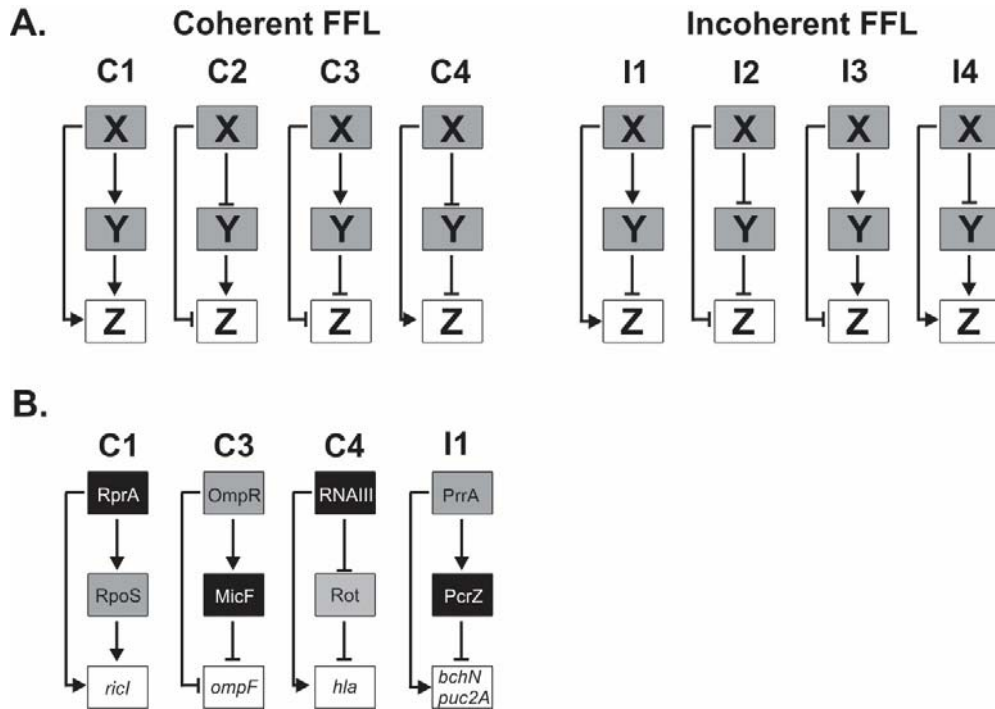 A.
Coherent FFL Incoherent FFL
C1 C2 C3 C4 I1 I2 I3 I4
X X X X X X X X
Y Y Y Y Y Y Y Y
Z Z Z Z Z Z Z Z
B.
C1 C3 C4 I1
RprA OmpR RNAIII PrrA
RpoS MicF Rot PcrZ
ricI ompF hla bchN
puc2A